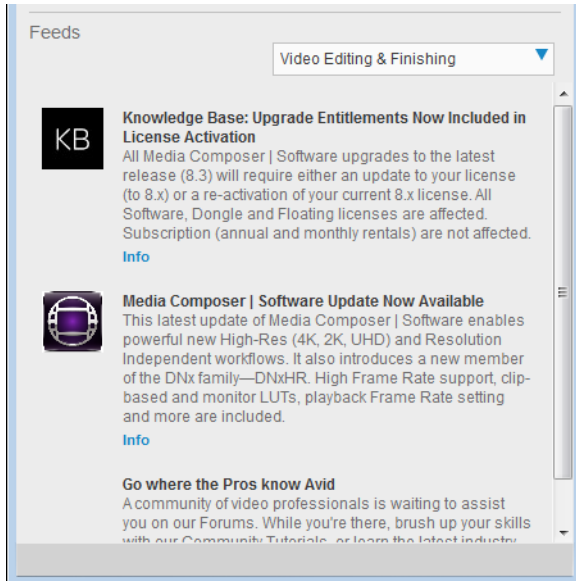 Feeds
Video Editing & Finishing
KB
Knowledge Base: Upgrade Entitlements Now Included in
License Activation
All Media Composer | Software upgrades to the latest
release (8.3) will require either an update to your license
(to 8.x) or a re-activation of your current 8.x license. All
Software, Dongle and Floating licenses are affected.
Subscription (annual and monthly rentals) are not affected.
Info
Media Composer | Software Update Now Available
This latest update of Media Composer | Software enables
powerful new High-Res (4K, 2K, UHD) and Resolution
Independent workflows. It also introduces a new member
of the DNx family—DNxHR. High Frame Rate support, clip-
based and monitor LUTs, playback Frame Rate setting
and more are included.
Info
Go where the Pros know Avid
A community of video professionals is waiting to assist
you on our Forums. While you're there, brush up your skills
with our Community Tutorials, or learn the latest industry